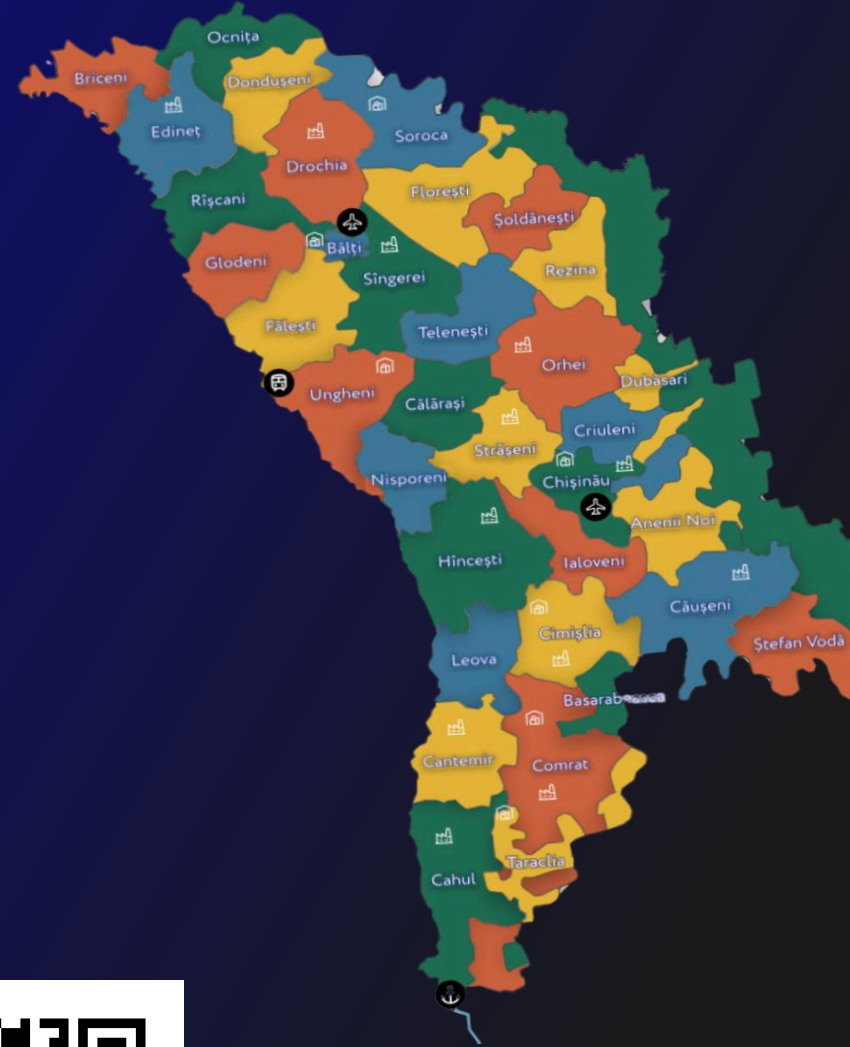 Ocnița
Briceni
Dondușeni
Edineț
Soroca
Drochia
Florești
Rîșcani
Șoldănești
Bălți
Glodeni
Rezina
Sîngerei
Fălești
Telenești
Orhei
Dubăsari
Ungheni
Călărași
Criuleni
Strășeni
Nisporeni
Chișinău
Anenii Noi
Hîncești
Ialoveni
Căușeni
Cimișlia
Ștefan Vodă
Leova
Basarabeasca
Cantemir
Comrat
Taraclia
Cahul